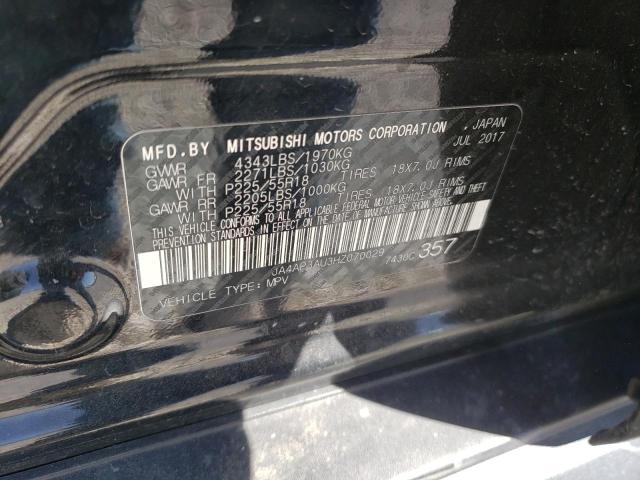 MFD.BY MITSUBISHI MOTORS CORPORATION, JAPAN
GVWR 4343LBS/1970KG JUL 2017
GAWR FR 2271LBS/1030KG
WITH P225/55R18 TIRES 18X7.0J RIMS
GAWR RR 2205LBS/1000KG
WITH P225/55R18 TIRES 18X7.0J RIMS
THIS VEHICLE CONFORMS TO ALL APPLICABLE FEDERAL MOTOR VEHICLE SAFETY AND THEFT
PREVENTION STANDARDS IN EFFECT ON THE DATE OF MANUFACTURE SHOWN ABOVE.
JA4AP3AU3HZ070029
VEHICLE TYPE:MPV 7430C 357